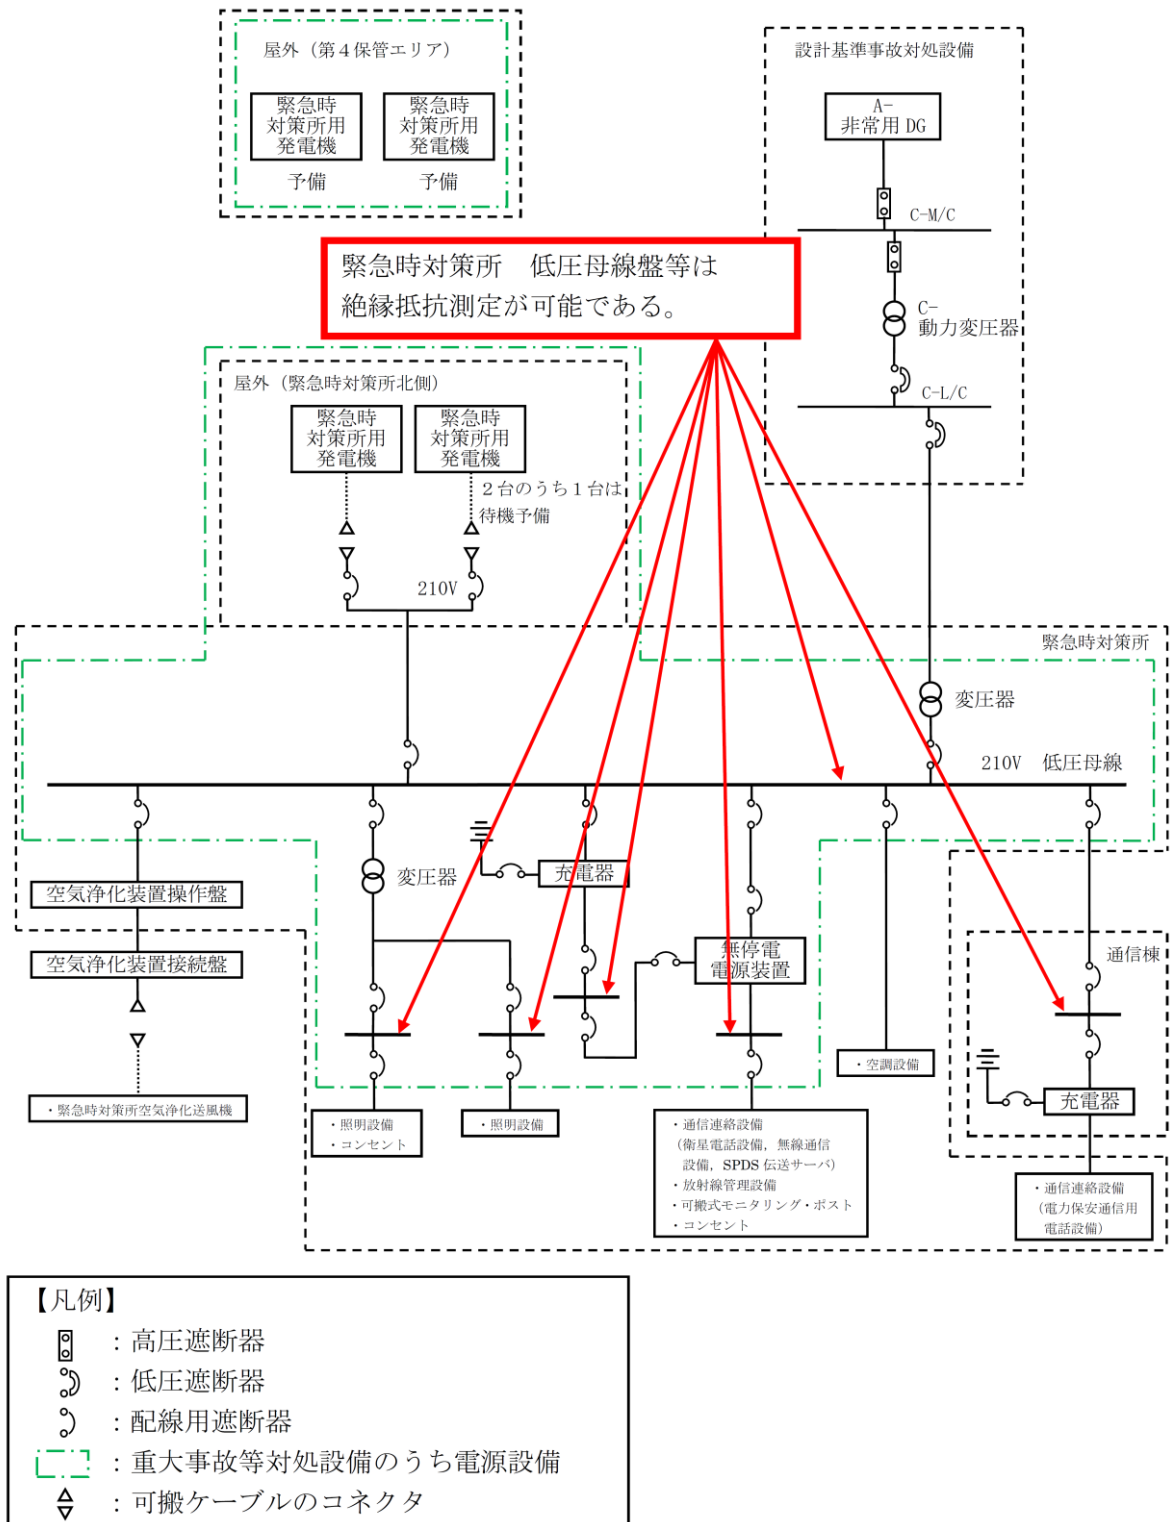 屋外（第４保管エリア）
緊急時
対策所用
発電機
予備
緊急時
対策所用
発電機
予備
設計基準事故対処設備
A-
非常用 DG
C-M/C
C-
動力変圧器
C-L/C
緊急時対策所　低圧母線盤等は
絶縁抵抗測定が可能である。
屋外（緊急時対策所北側）
緊急時
対策所用
発電機
緊急時
対策所用
発電機
２台のうち１台は
待機予備
210V
緊急時対策所
変圧器
210V　低圧母線
空気浄化装置操作盤
空気浄化装置接続盤
・緊急時対策所空気浄化送風機
変圧器
充電器
無停電
電源装置
通信棟
・空調設備
充電器
・照明設備
・コンセント
・照明設備
・通信連絡設備
（衛星電話設備，無線通信
設備，SPDS 伝送サーバ）
・放射線管理設備
・可搬式モニタリング・ポスト
・コンセント
・通信連絡設備
（電力保安通信用
電話設備）
【凡例】
：高圧遮断器
：低圧遮断器
：配線用遮断器
：重大事故等対処設備のうち電源設備
：可搬ケーブルのコネクタ